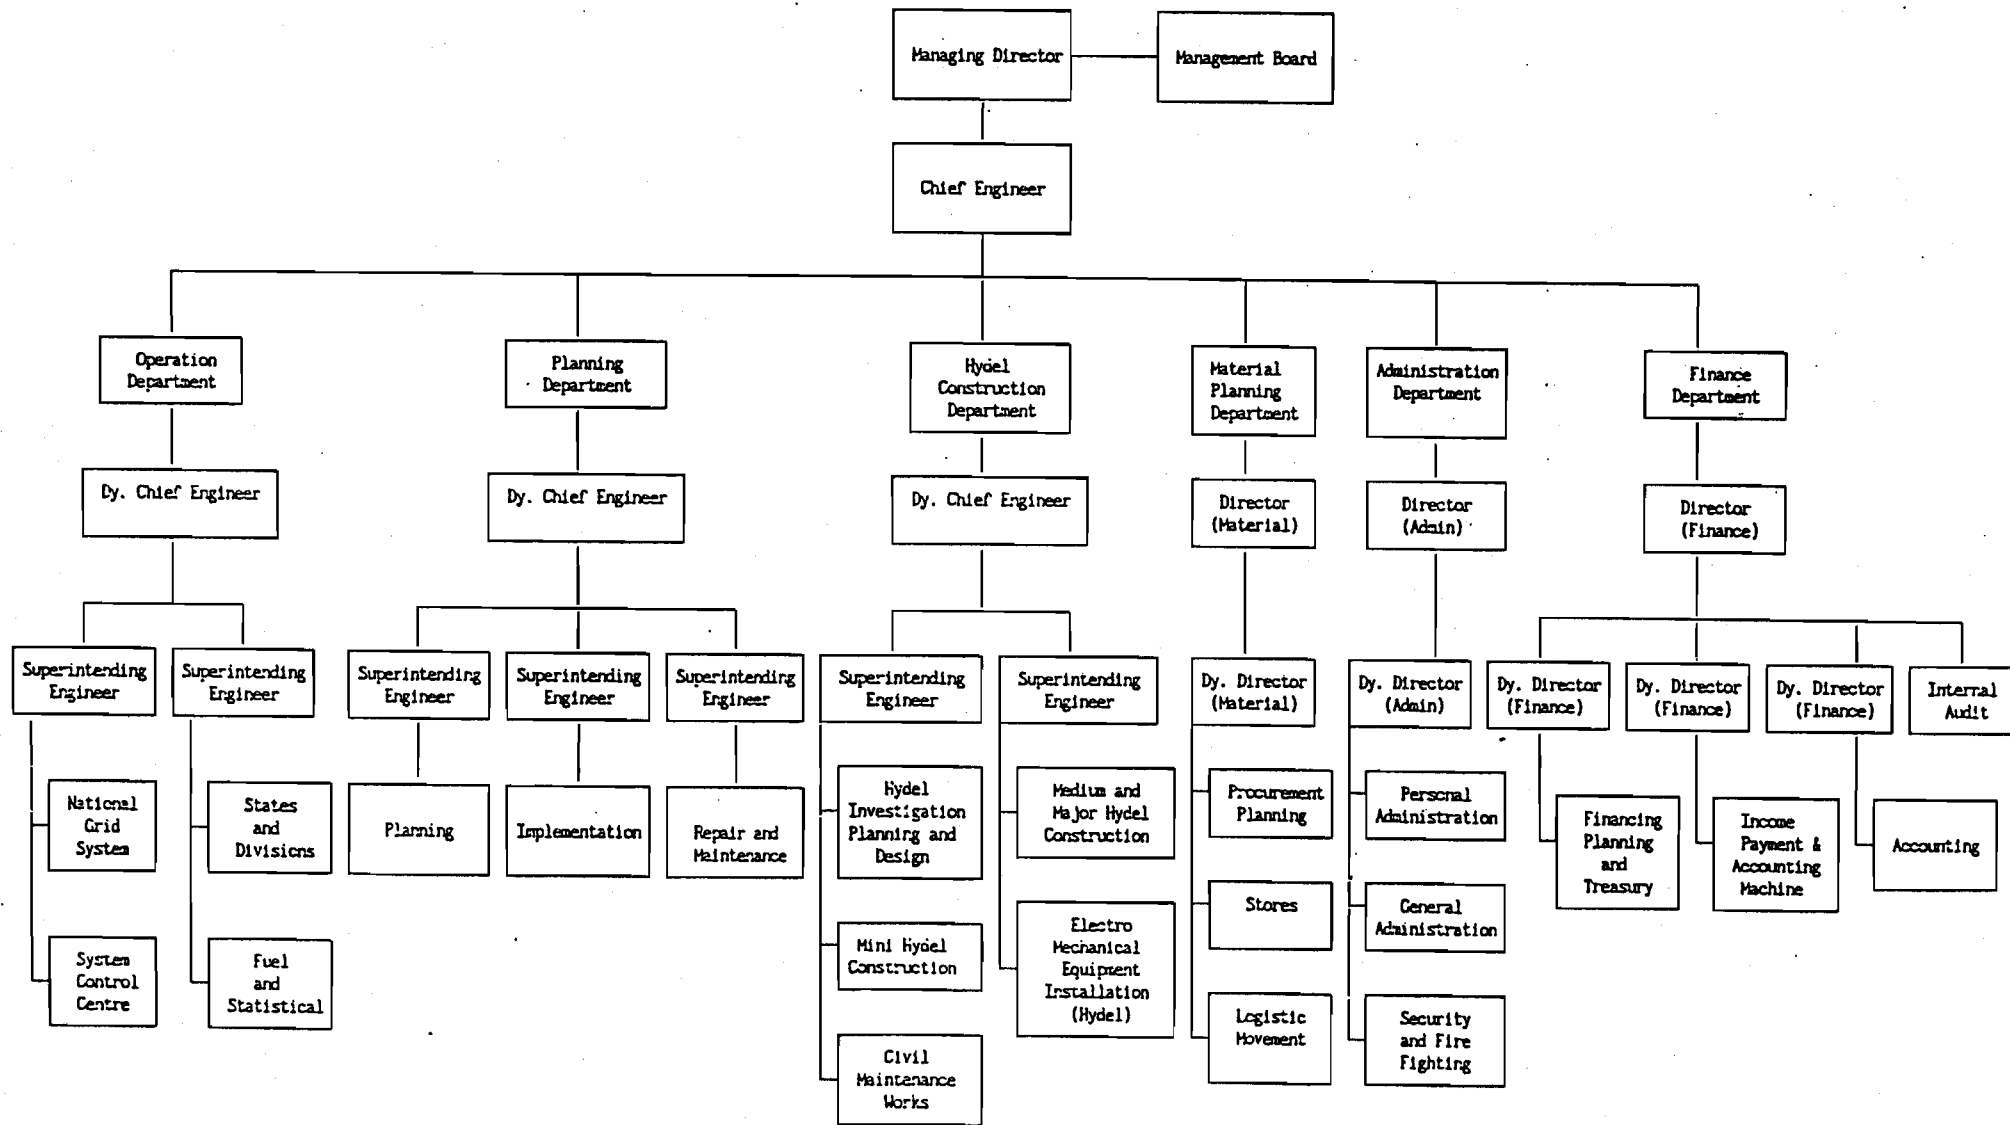 Managing Director
Management Board
Chief Engineer
Operation
Department
Planning
Department
Hydel
Construction
Department
Material
Planning
Department
Administration
Department
Finance
Department
Dy. Chief Engineer
Dy. Chief Engineer
Dy. Chief Engineer
Director
(Material)
Director
(Admin)
Director
(Finance)
Superintending
Engineer
Superintending
Engineer
Superintending
Engineer
Superintending
Engineer
Superintending
Engineer
Superintending
Engineer
Superintending
Engineer
Dy. Director
(Material)
Dy. Director
(Admin)
Dy. Director
(Finance)
Dy. Director
(Finance)
Dy. Director
(Finance)
Internal
Audit
National
Grid
System
States
and
Divisions
Planning
Implementation
Repair and
Maintenance
Hydel
Investigation
Planning and
Design
Medium and
Major Hydel
Construction
Procurement
Planning
Personal
Administration
Financing
Planning
and
Treasury
Income
Payment &
Accounting
Machine
Accounting
System
Control
Centre
Fuel
and
Statistical
Mini Hydel
Construction
Electro
Mechanical
Equipment
Installation
(Hydel)
Stores
General
Administration
Civil
Maintenance
Works
Logistic
Movement
Security
and Fire
Fighting